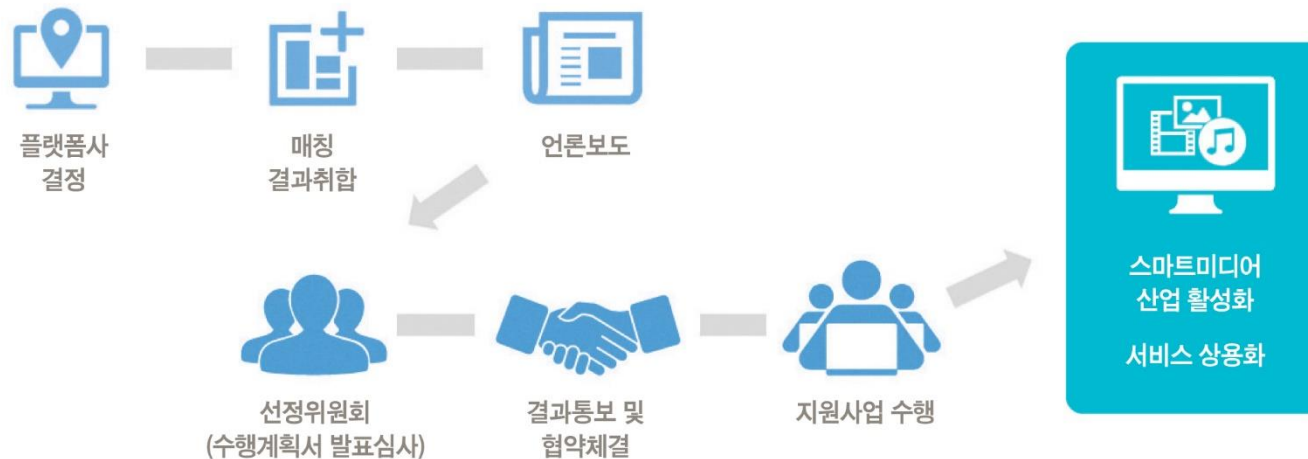 플랫폼사
결정
매칭
결과취합
언론보도
선정위원회
(수행계획서 발표심사)
결과통보 및
협약체결
지원사업 수행
스마트미디어
산업 활성화
서비스 상용화